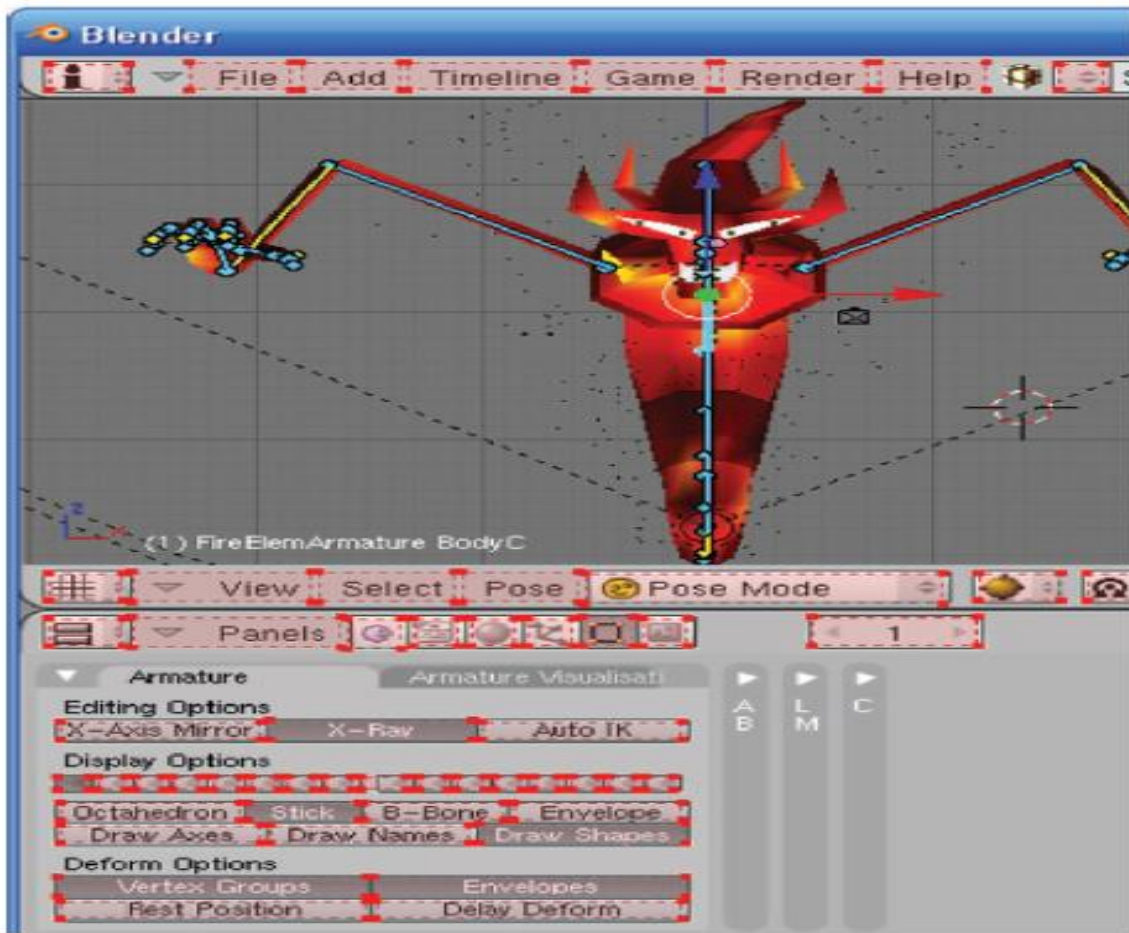 Blender
File Add Timeline Game Render Help
(1) FireElemArmature BodyC
View Select Pose Pose Mode
Panels 1
Armature Armature Visualisati
A
B
L
M
C
Editing Options
X-Axis Mirror X-Ray Auto IK
Display Options
Octahedron Stick B-Bone Envelope
Draw Axes Draw Names Draw Shapes
Deform Options
Vertex Groups Envelopes
Rest Position Delay Deform